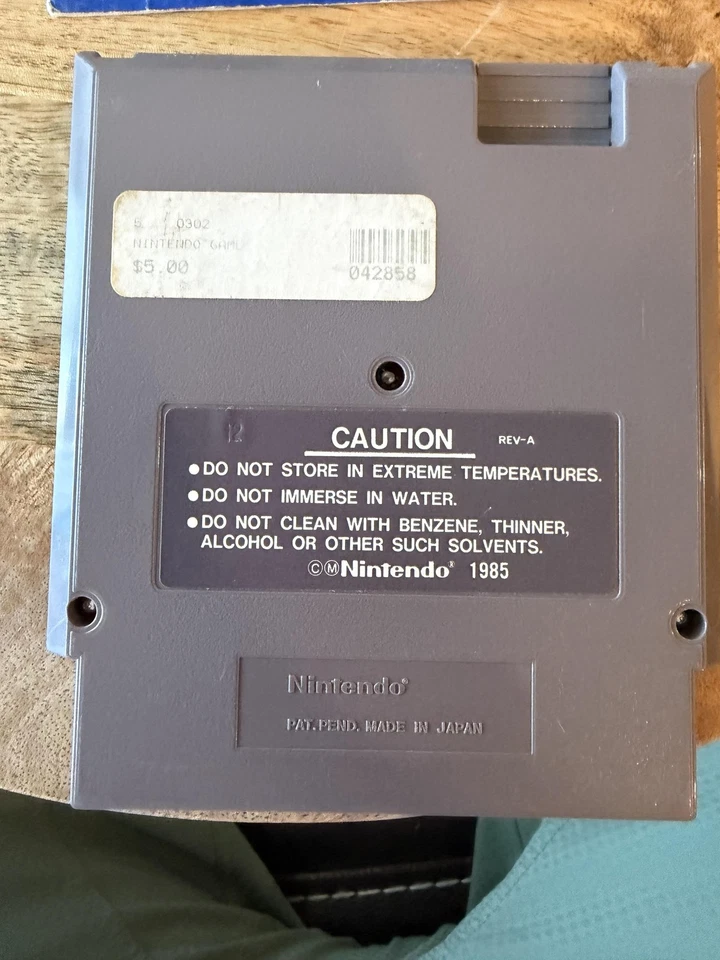 0302
NINTENDO GAME
$5.00
042858
12
CAUTION REV-A
●DO NOT STORE IN EXTREME TEMPERATURES.
●DO NOT IMMERSE IN WATER.
●DO NOT CLEAN WITH BENZENE, THINNER,
ALCOHOL OR OTHER SUCH SOLVENTS.
ⒸⓂNintendo® 1985
Nintendo®
PAT. PEND. MADE IN JAPAN